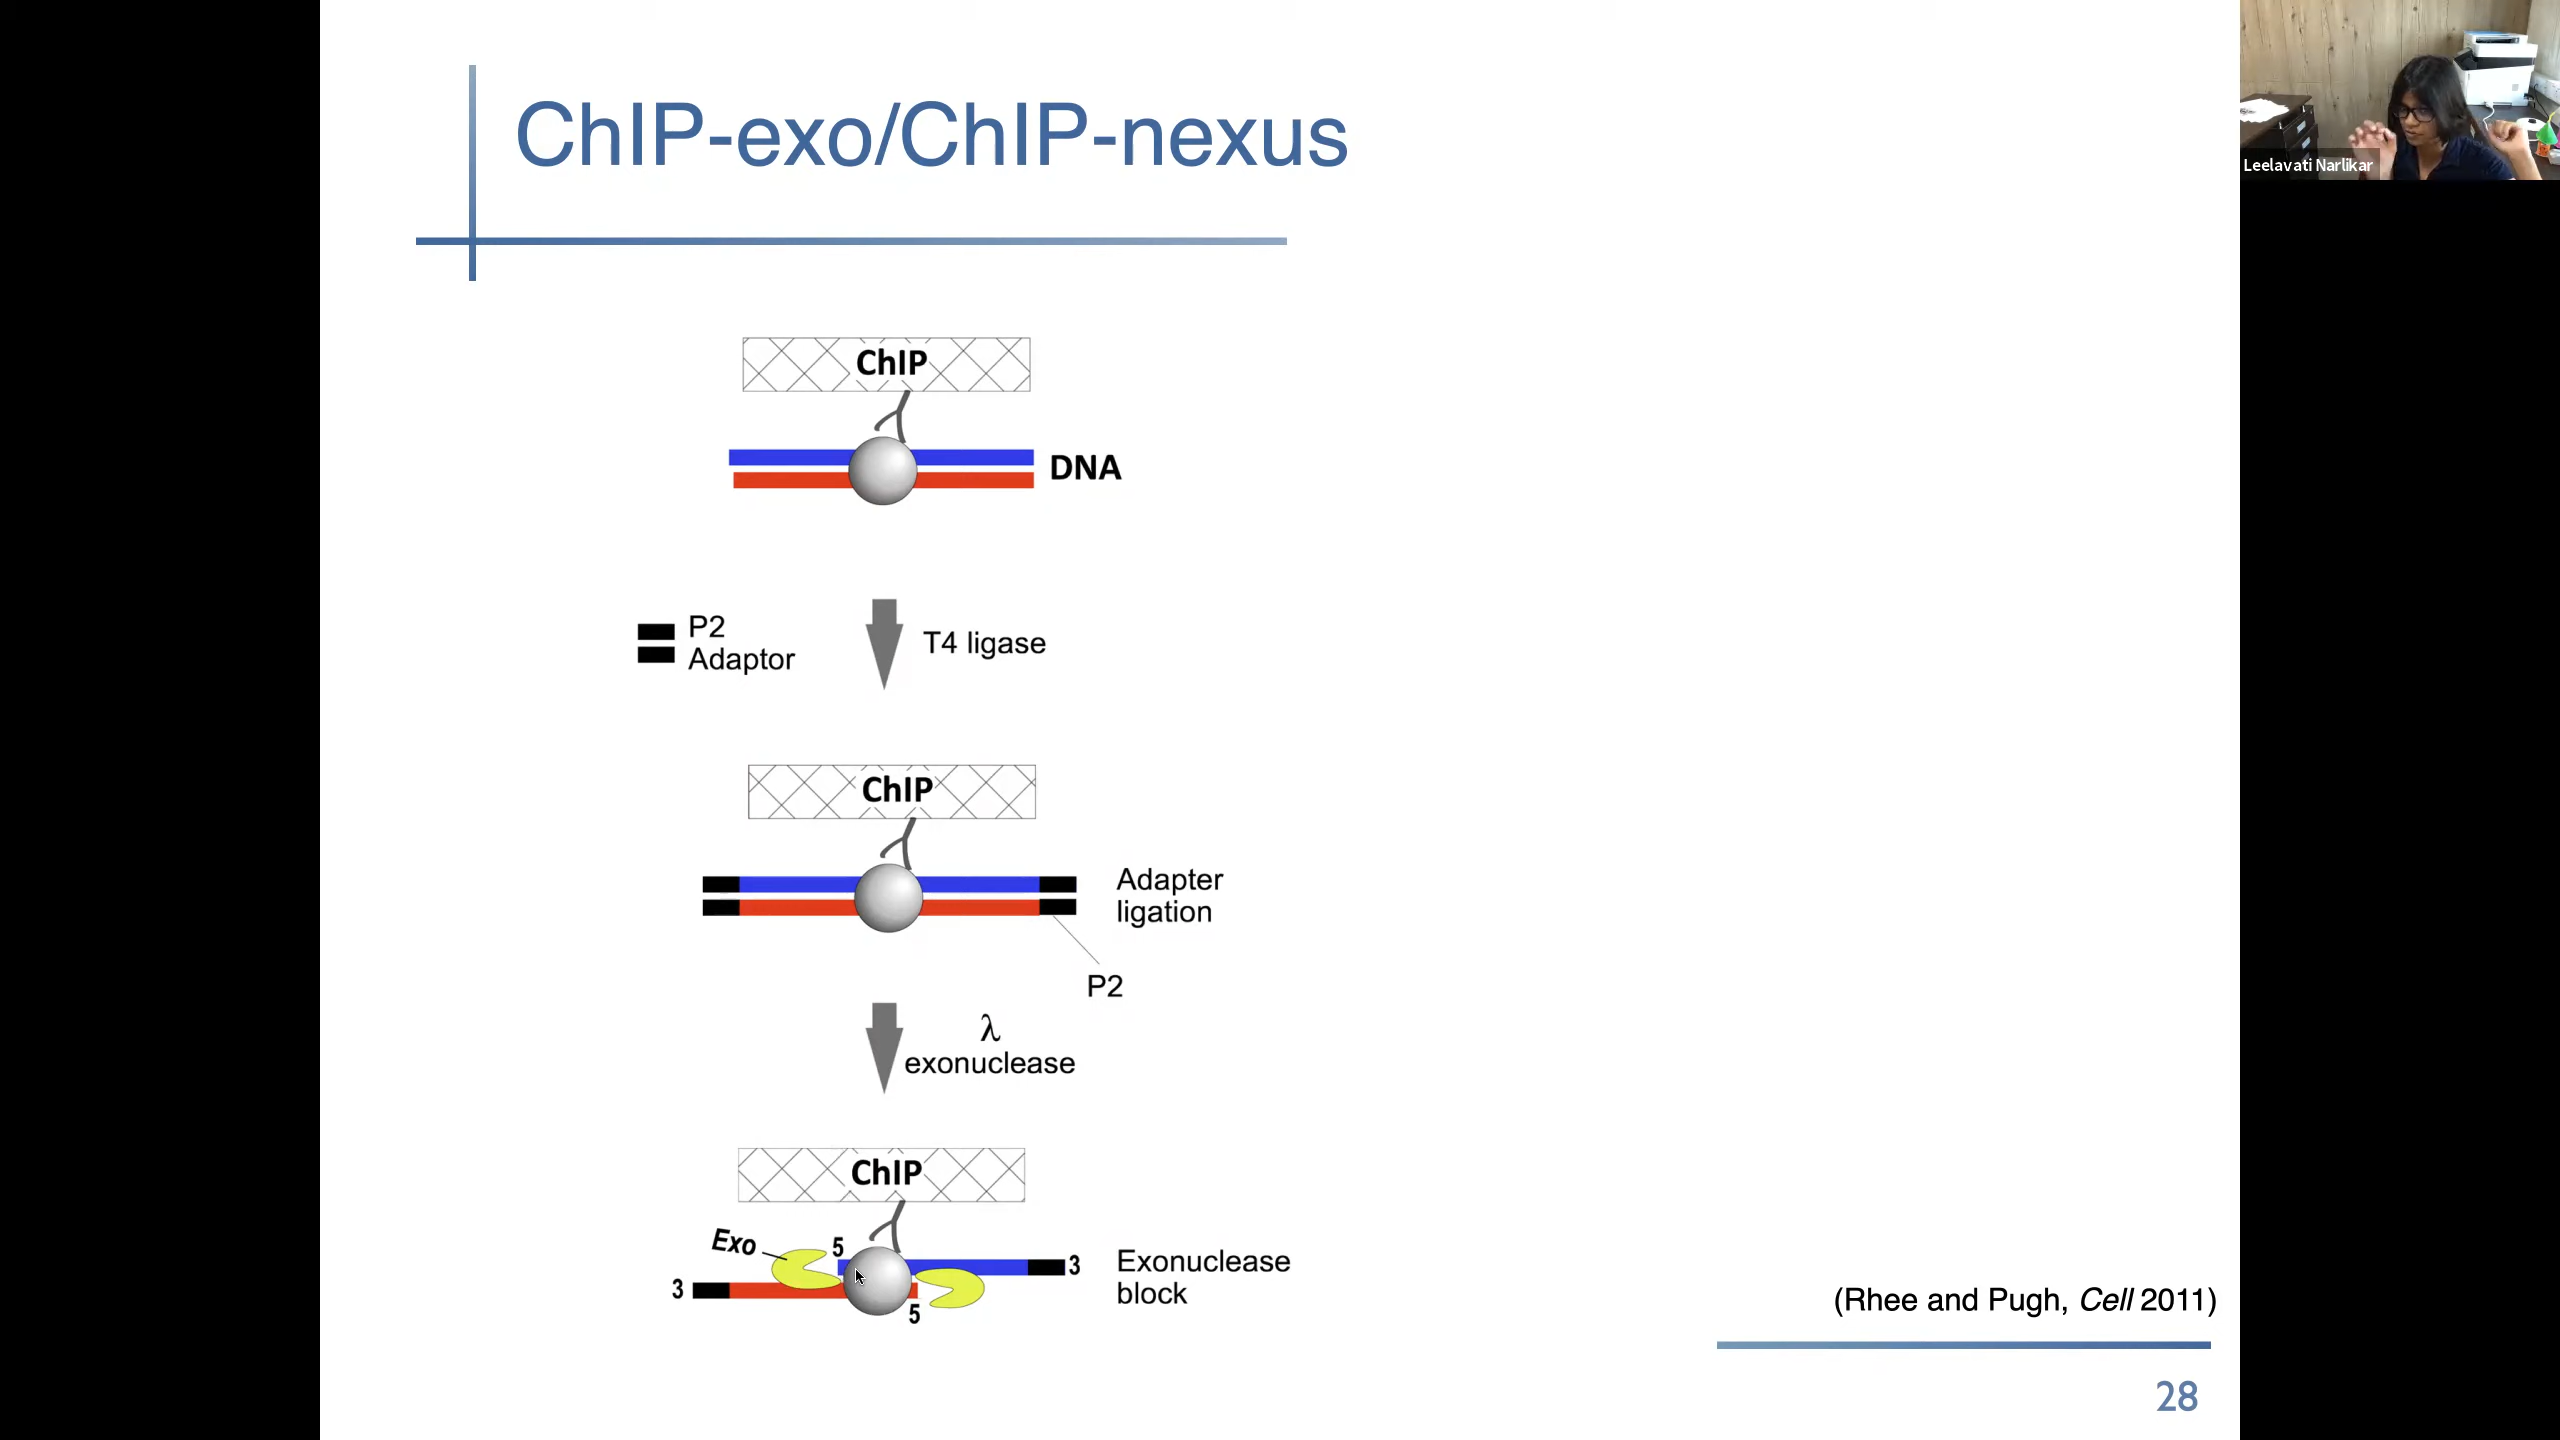 ChIP-exo/ChIP-nexus
Leelavati Narlikar
ChIP
DNA
P2
Adaptor
T4 ligase
ChIP
Adapter
ligation
P2
λ
exonuclease
ChIP
Exo
5
3
3
5
Exonuclease
block
(Rhee and Pugh, Cell 2011)
28